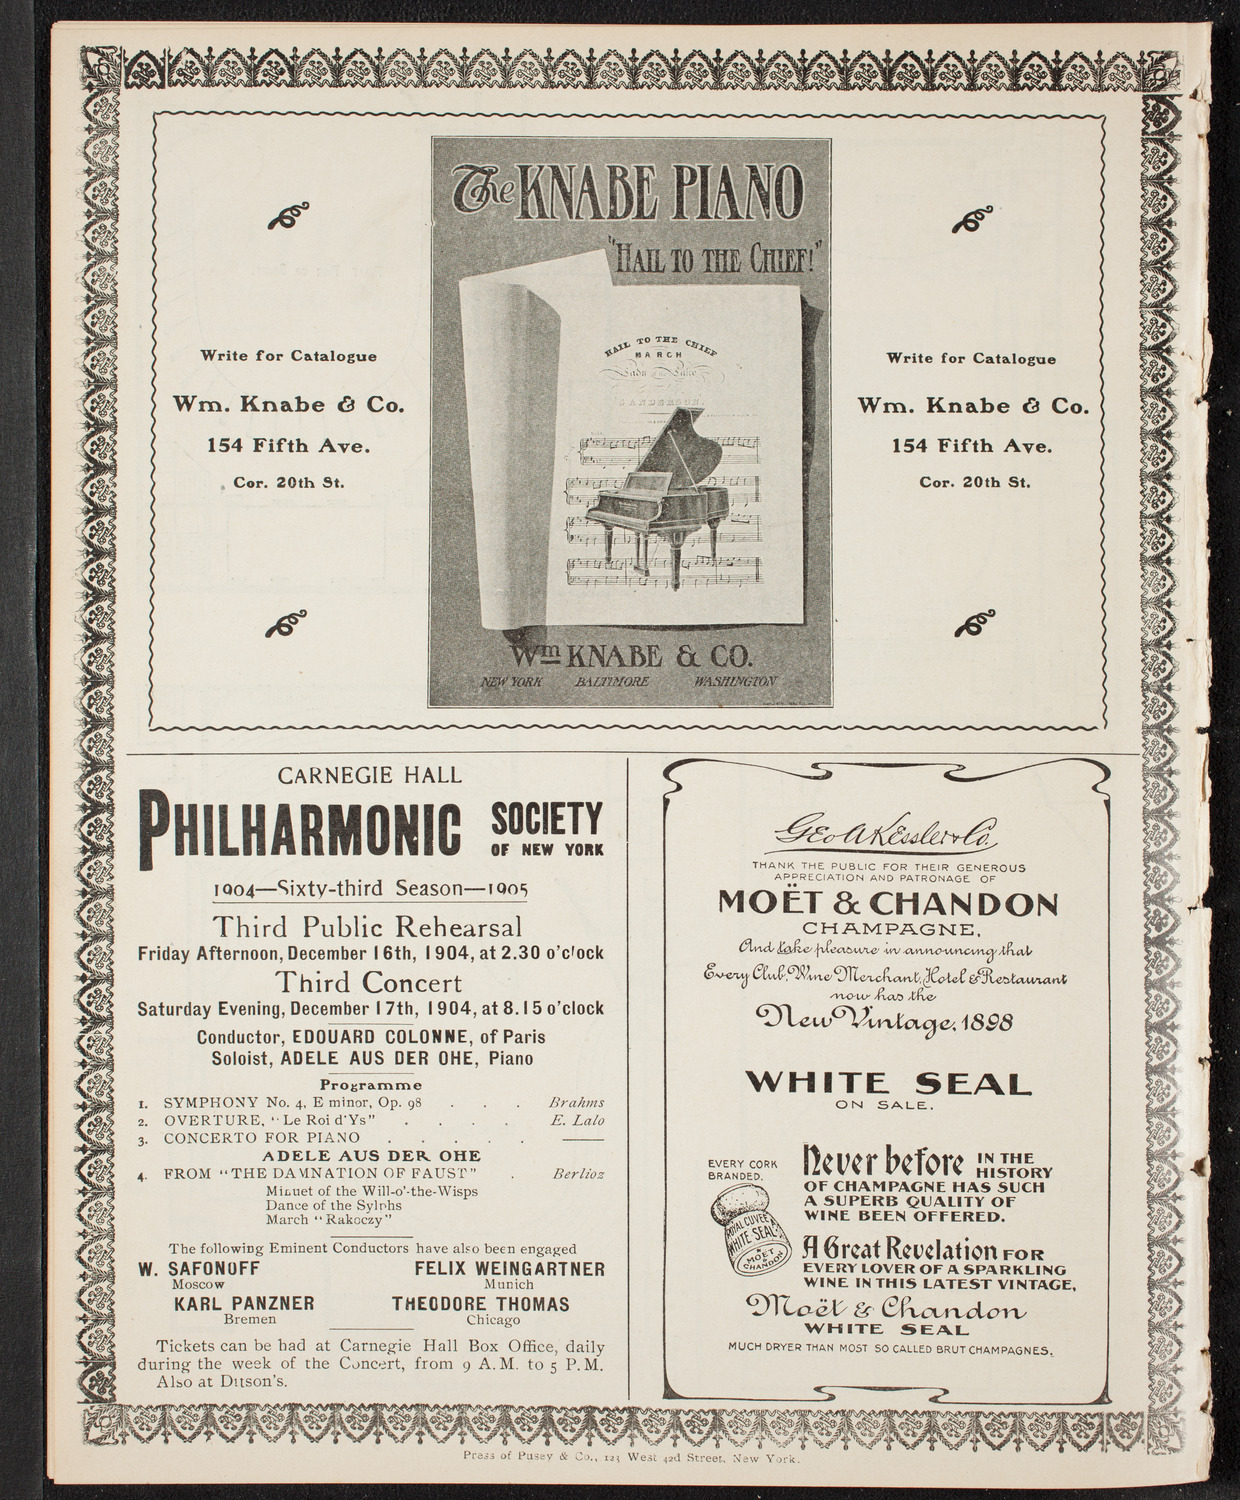 The KNABE PIANO
"HAIL TO THE CHIEF!"
HAIL TO THE CHIEF
MARCH
Lady of the Lake
SANDERSON.
Wm KNABE & CO.
NEW YORK BALTIMORE WASHINGTON
Write for Catalogue
Wm. Knabe & Co.
154 Fifth Ave.
Cor. 20th St.
Write for Catalogue
Wm. Knabe & Co.
154 Fifth Ave.
Cor. 20th St.
CARNEGIE HALL
PHILHARMONIC SOCIETY
OF NEW YORK
1904—Sixty-third Season—1905
Third Public Rehearsal
Friday Afternoon, December 16th, 1904, at 2.30 o'clock
Third Concert
Saturday Evening, December 17th, 1904, at 8.15 o'clock
Conductor, EDOUARD COLONNE, of Paris
Soloist, ADELE AUS DER OHE, Piano
Programme
1. SYMPHONY No. 4, E minor, Op. 98 . . . Brahms
2. OVERTURE, "Le Roi d'Ys" . . . . E. Lalo
3. CONCERTO FOR PIANO . . . . . ——
ADELE AUS DER OHE
4. FROM "THE DAMNATION OF FAUST" . Berlioz
Minuet of the Will-o'-the-Wisps
Dance of the Sylphs
March "Rakoczy"
The following Eminent Conductors have also been engaged
W. SAFONOFF FELIX WEINGARTNER
Moscow Munich
KARL PANZNER THEODORE THOMAS
Bremen Chicago
Tickets can be had at Carnegie Hall Box Office, daily
during the week of the Concert, from 9 A.M. to 5 P.M.
Also at Ditson's.
Geo A Kessler & Co.
THANK THE PUBLIC FOR THEIR GENEROUS
APPRECIATION AND PATRONAGE OF
MOËT & CHANDON
CHAMPAGNE,
And take pleasure in announcing that
Every Club, Wine Merchant, Hotel & Restaurant
now has the
New Vintage, 1898
WHITE SEAL
ON SALE.
EVERY CORK
BRANDED.
ROYAL CUVEE
WHITE SEAL
MOËT
&
CHANDON
Never before IN THE
HISTORY
OF CHAMPAGNE HAS SUCH
A SUPERB QUALITY OF
WINE BEEN OFFERED.
A Great Revelation FOR
EVERY LOVER OF A SPARKLING
WINE IN THIS LATEST VINTAGE,
Moët & Chandon
WHITE SEAL
MUCH DRYER THAN MOST SO CALLED BRUT CHAMPAGNES.
Press of Pusey & Co., 123 West 42d Street, New York.